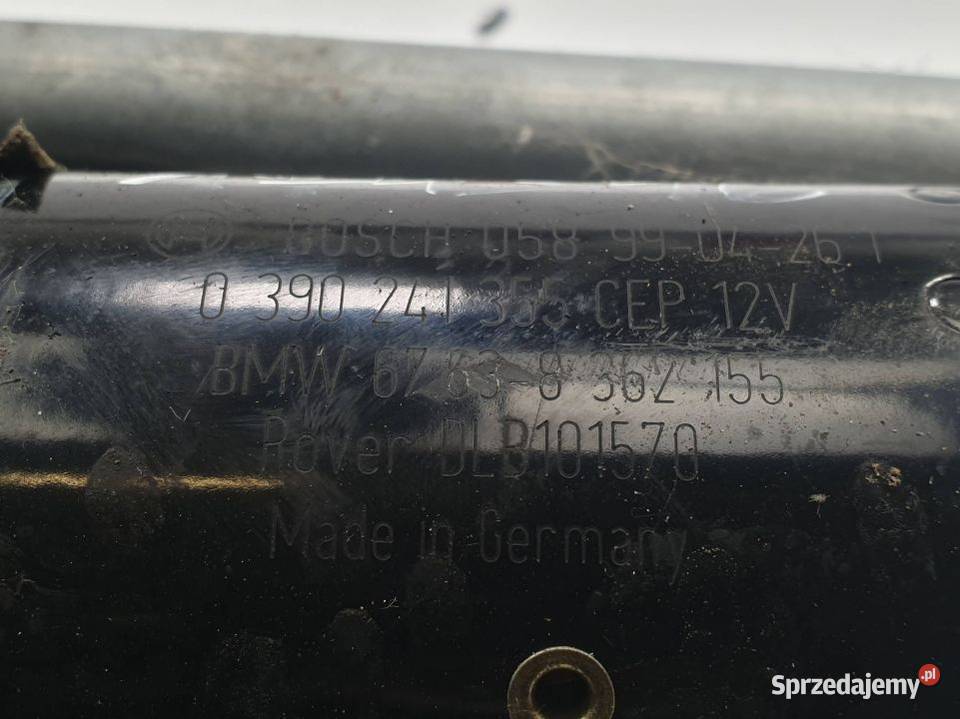 BOSCH 058 99-04-26 1
0 390 241 355 CEP 12V
BMW 67.63-8 362 155
Rover DLB101570
Made in Germany
Sprzedajemy.pl